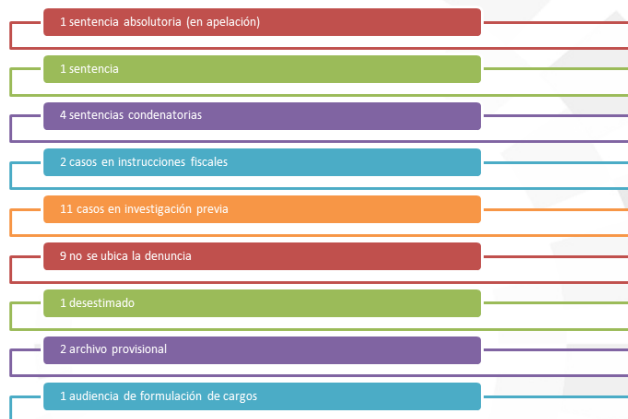 1 sentencia absolutoria (en apelación)
1 sentencia
4 sentencias condenatorias
2 casos en instrucciones fiscales
11 casos en investigación previa
9 no se ubica la denuncia
1 desestimado
2 archivo provisional
1 audiencia de formulación de cargos